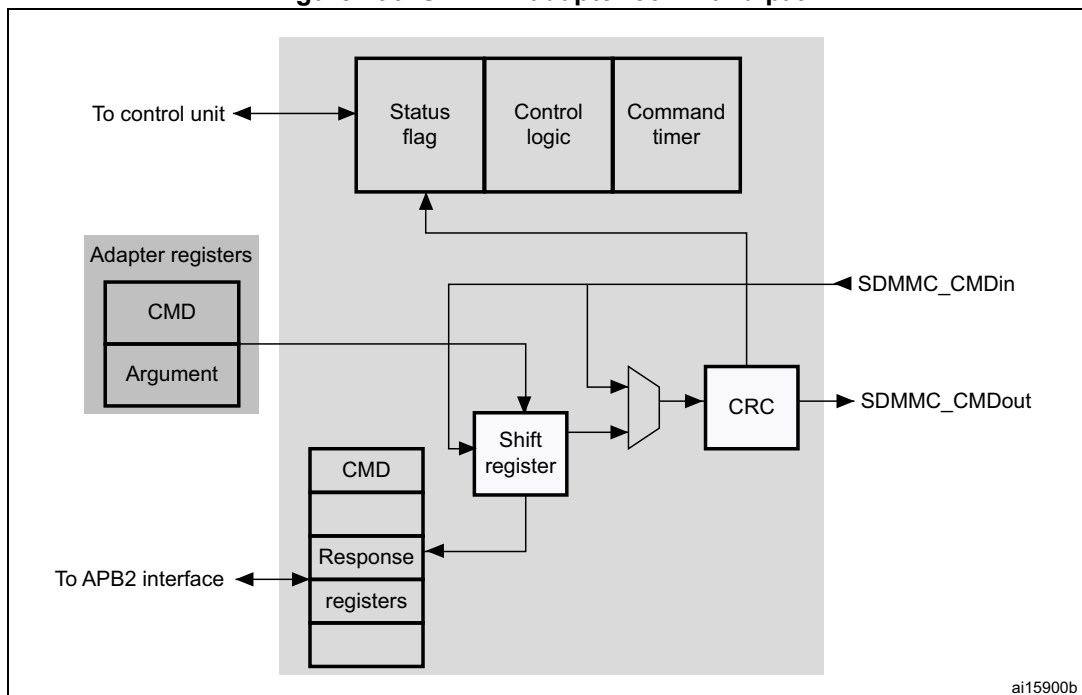 To control unit
Status
flag
Control
logic
Command
timer
Adapter registers
CMD
Argument
SDMMC_CMDin
CRC
SDMMC_CMDout
Shift
register
CMD
Response
registers
To APB2 interface
ai15900b